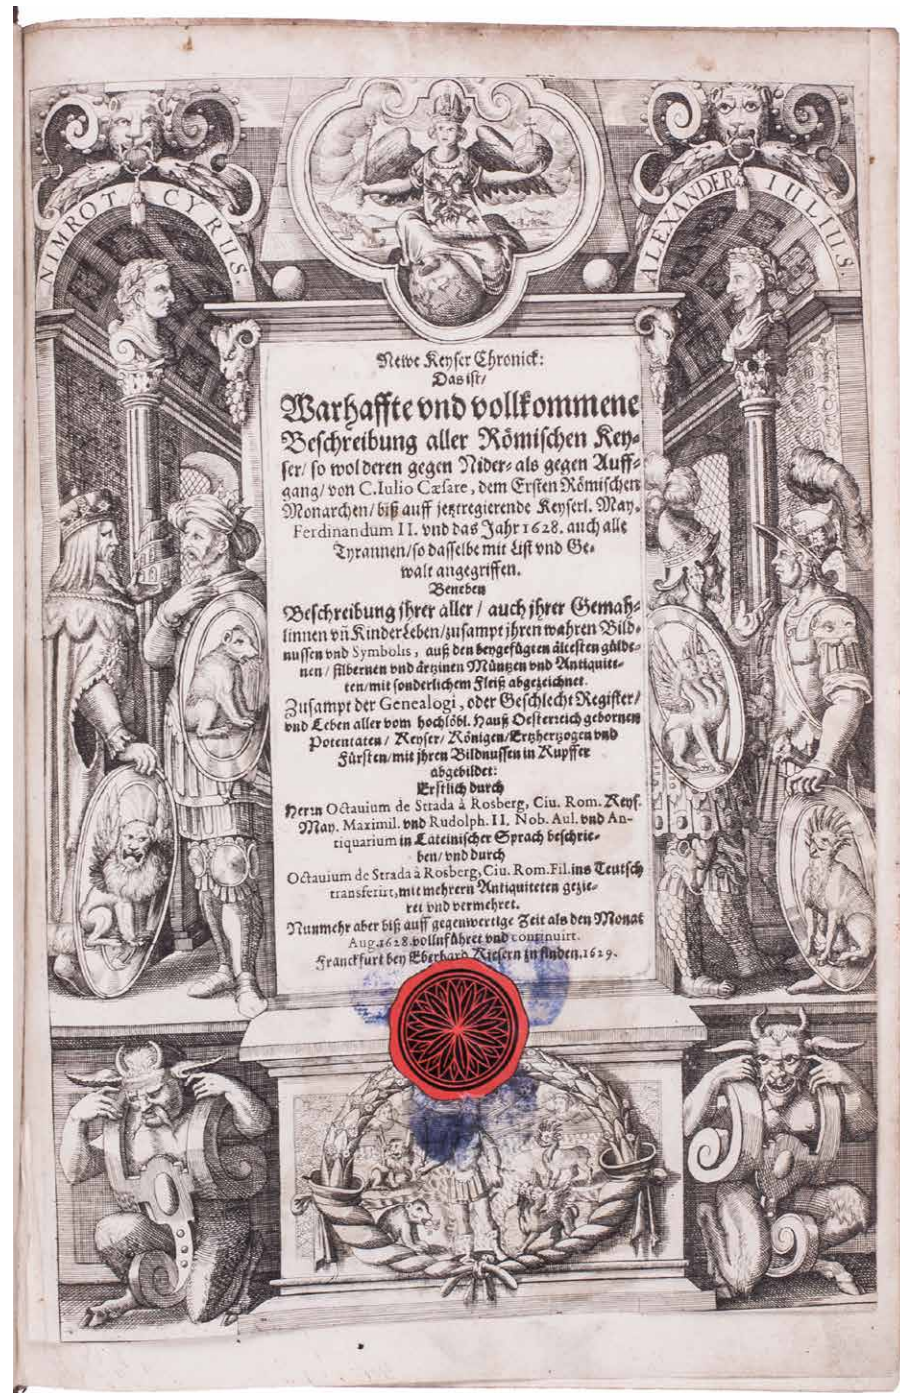 NIMROT CYRUS
ALEXANDER IULIUS.
Newe Keyser Chronick:
Das ist/
Warhaffte vnd vollkommene
Beschreibung aller Römischen Key-
ser/ so wol deren gegen Nider- als gegen Auff-
gang/ von C. Iulio Cæsare, dem Ersten Römischen
Monarchen/ biß auff jetztregierende Keyserl. May.
Ferdinandum II. vnd das Jahr 1628. auch alle
Tyrannen/ so dasselbe mit List vnd Ge-
walt angegriffen.
Beneben
Beschreibung jhrer aller / auch jhrer Gemah-
linnen vñ Kinder Leben/ zusampt jhren wahren Bild-
nussen vnd Symbolis, auß den beygefügten ältesten gülde-
nen / silbernen vnd ärtzinen Müntzen vnd Antiquite-
ten/ mit sonderlichem Fleiß abgezeichnet.
Zusampt der Genealogi, oder Geschlecht Register/
vnd Leben aller vom hochlöbl. Hauß Oesterreich gebornen
Potentaten / Keyser/ Königen/ Ertzhertzogen vnd
Fürsten/ mit jhren Bildnussen in Kupffer
abgebildet:
Erstlich durch
Herrn Octauium de Strada à Rosberg, Ciu. Rom. Keys.
May. Maximil. vnd Rudolph. II. Nob. Aul. vnd An-
tiquarium in Lateinischer Sprach beschrie-
ben/ vnd durch
Octauium de Strada à Rosberg, Ciu. Rom. Fil. ins Teutsch
transferirt, mit mehrern Antiquiteten gezie-
ret vnd vermehret.
Nunmehr aber biß auff gegenwertige Zeit als den Monat
Aug. 1628. vollnführet vnd continuirt.
Franckfurt bey Eberhard Kiesern zu finden. 1629.